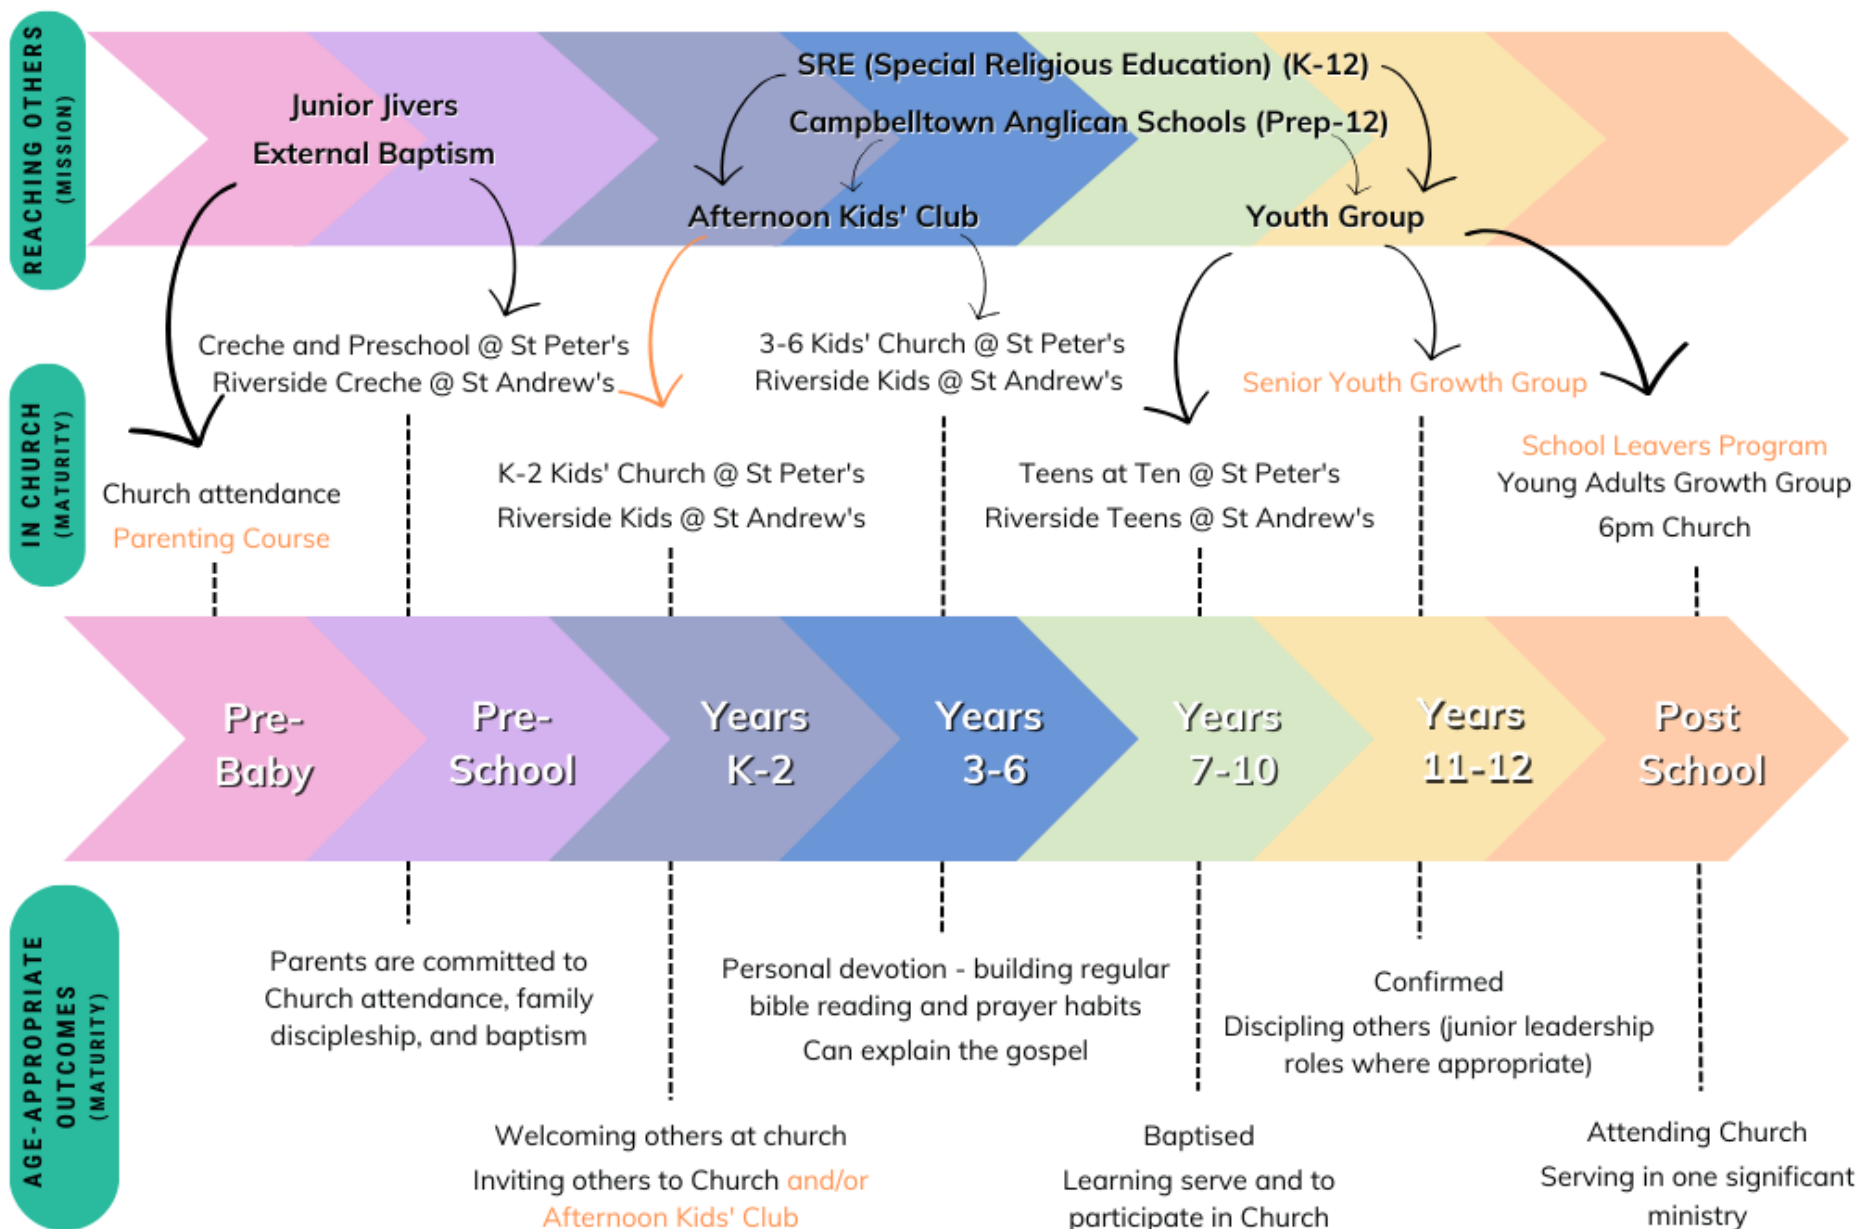 REACHING OTHERS
(MISSION)
Junior Jivers
External Baptism
SRE (Special Religious Education) (K-12)
Campbelltown Anglican Schools (Prep-12)
Afternoon Kids' Club
Youth Group
IN CHURCH
(MATURITY)
Church attendance
Parenting Course
Creche and Preschool @ St Peter's
Riverside Creche @ St Andrew's
K-2 Kids' Church @ St Peter's
Riverside Kids @ St Andrew's
3-6 Kids' Church @ St Peter's
Riverside Kids @ St Andrew's
Teens at Ten @ St Peter's
Riverside Teens @ St Andrew's
Senior Youth Growth Group
School Leavers Program
Young Adults Growth Group
6pm Church
Pre-
Baby
Pre-
School
Years
K-2
Years
3-6
Years
7-10
Years
11-12
Post
School
AGE-APPROPRIATE
OUTCOMES
(MATURITY)
Parents are committed to
Church attendance, family
discipleship, and baptism
Welcoming others at church
Inviting others to Church and/or
Afternoon Kids' Club
Personal devotion - building regular
bible reading and prayer habits
Can explain the gospel
Baptised
Learning serve and to
participate in Church
Confirmed
Discipling others (junior leadership
roles where appropriate)
Attending Church
Serving in one significant
ministry